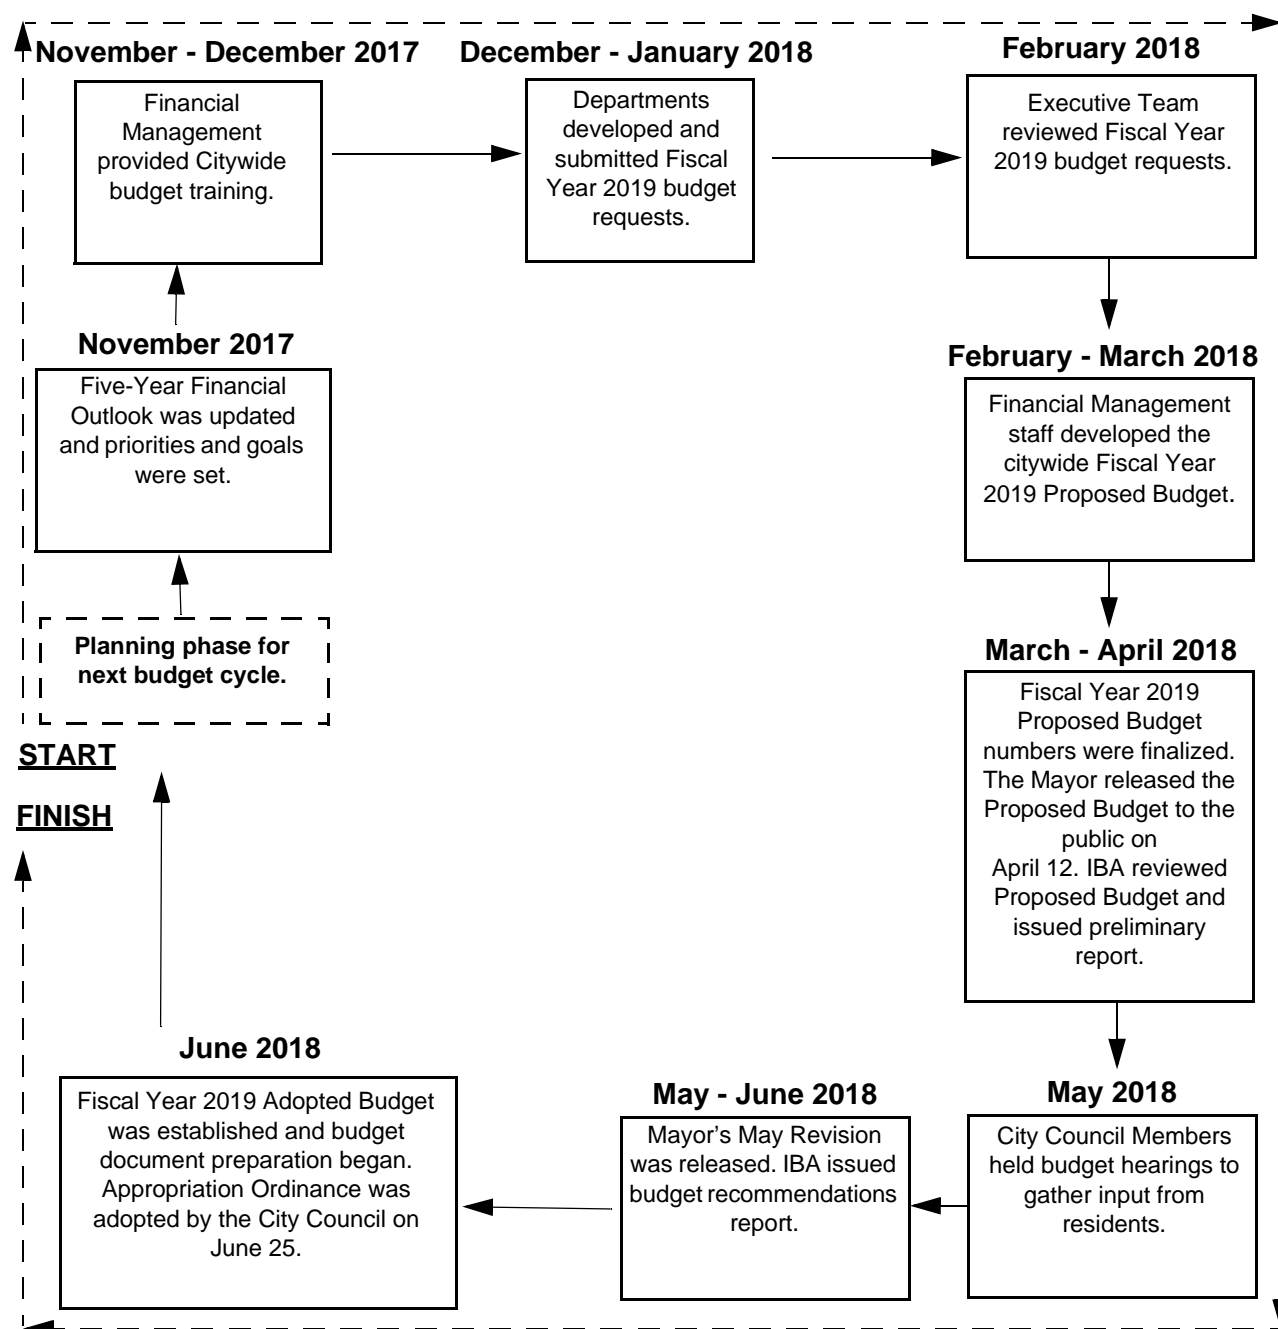 November - December 2017
Financial
Management
provided Citywide
budget training.
December - January 2018
Departments
developed and
submitted Fiscal
Year 2019 budget
requests.
February 2018
Executive Team
reviewed Fiscal Year
2019 budget requests.
November 2017
Five-Year Financial
Outlook was updated
and priorities and goals
were set.
Planning phase for
next budget cycle.
START
FINISH
February - March 2018
Financial Management
staff developed the
citywide Fiscal Year
2019 Proposed Budget.
March - April 2018
Fiscal Year 2019
Proposed Budget
numbers were finalized.
The Mayor released the
Proposed Budget to the
public on
April 12. IBA reviewed
Proposed Budget and
issued preliminary
report.
May 2018
City Council Members
held budget hearings to
gather input from
residents.
May - June 2018
Mayor's May Revision
was released. IBA issued
budget recommendations
report.
June 2018
Fiscal Year 2019 Adopted Budget
was established and budget
document preparation began.
Appropriation Ordinance was
adopted by the City Council on
June 25.